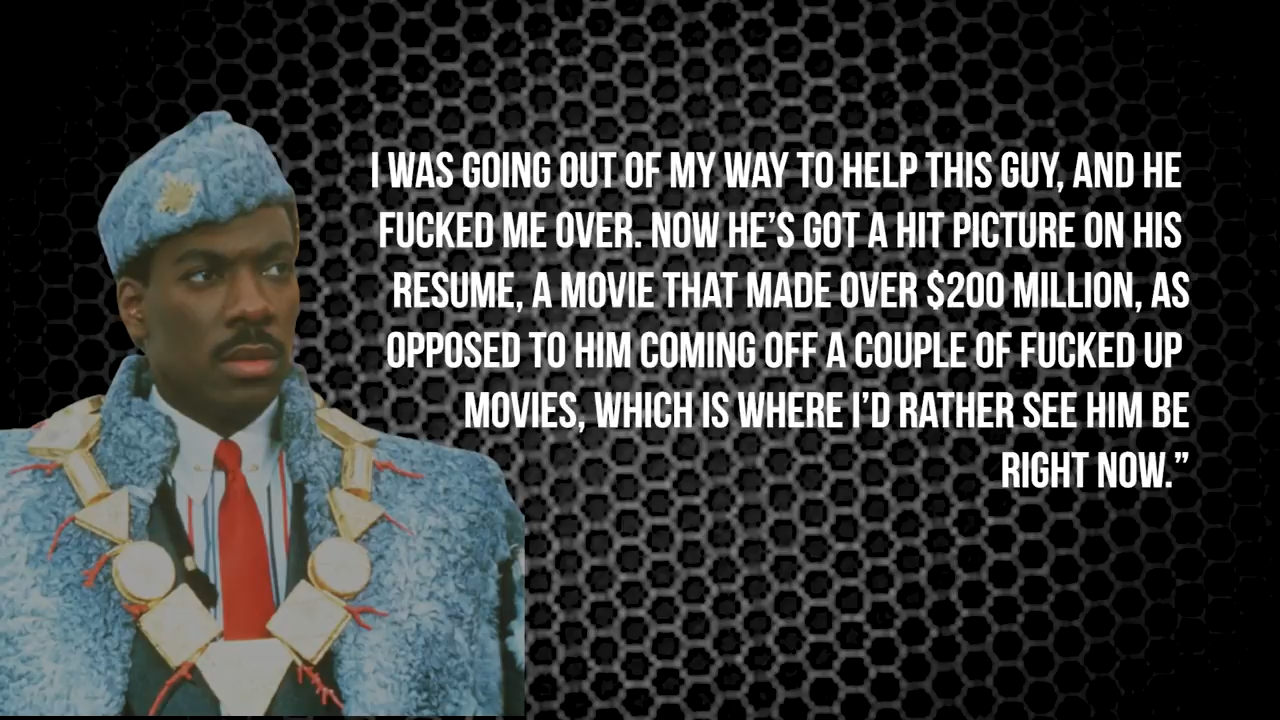 I WAS GOING OUT OF MY WAY TO HELP THIS GUY, AND HE
FUCKED ME OVER. NOW HE’S GOT A HIT PICTURE ON HIS
RESUME, A MOVIE THAT MADE OVER $200 MILLION, AS
OPPOSED TO HIM COMING OFF A COUPLE OF FUCKED UP
MOVIES, WHICH IS WHERE I’D RATHER SEE HIM BE
RIGHT NOW.”